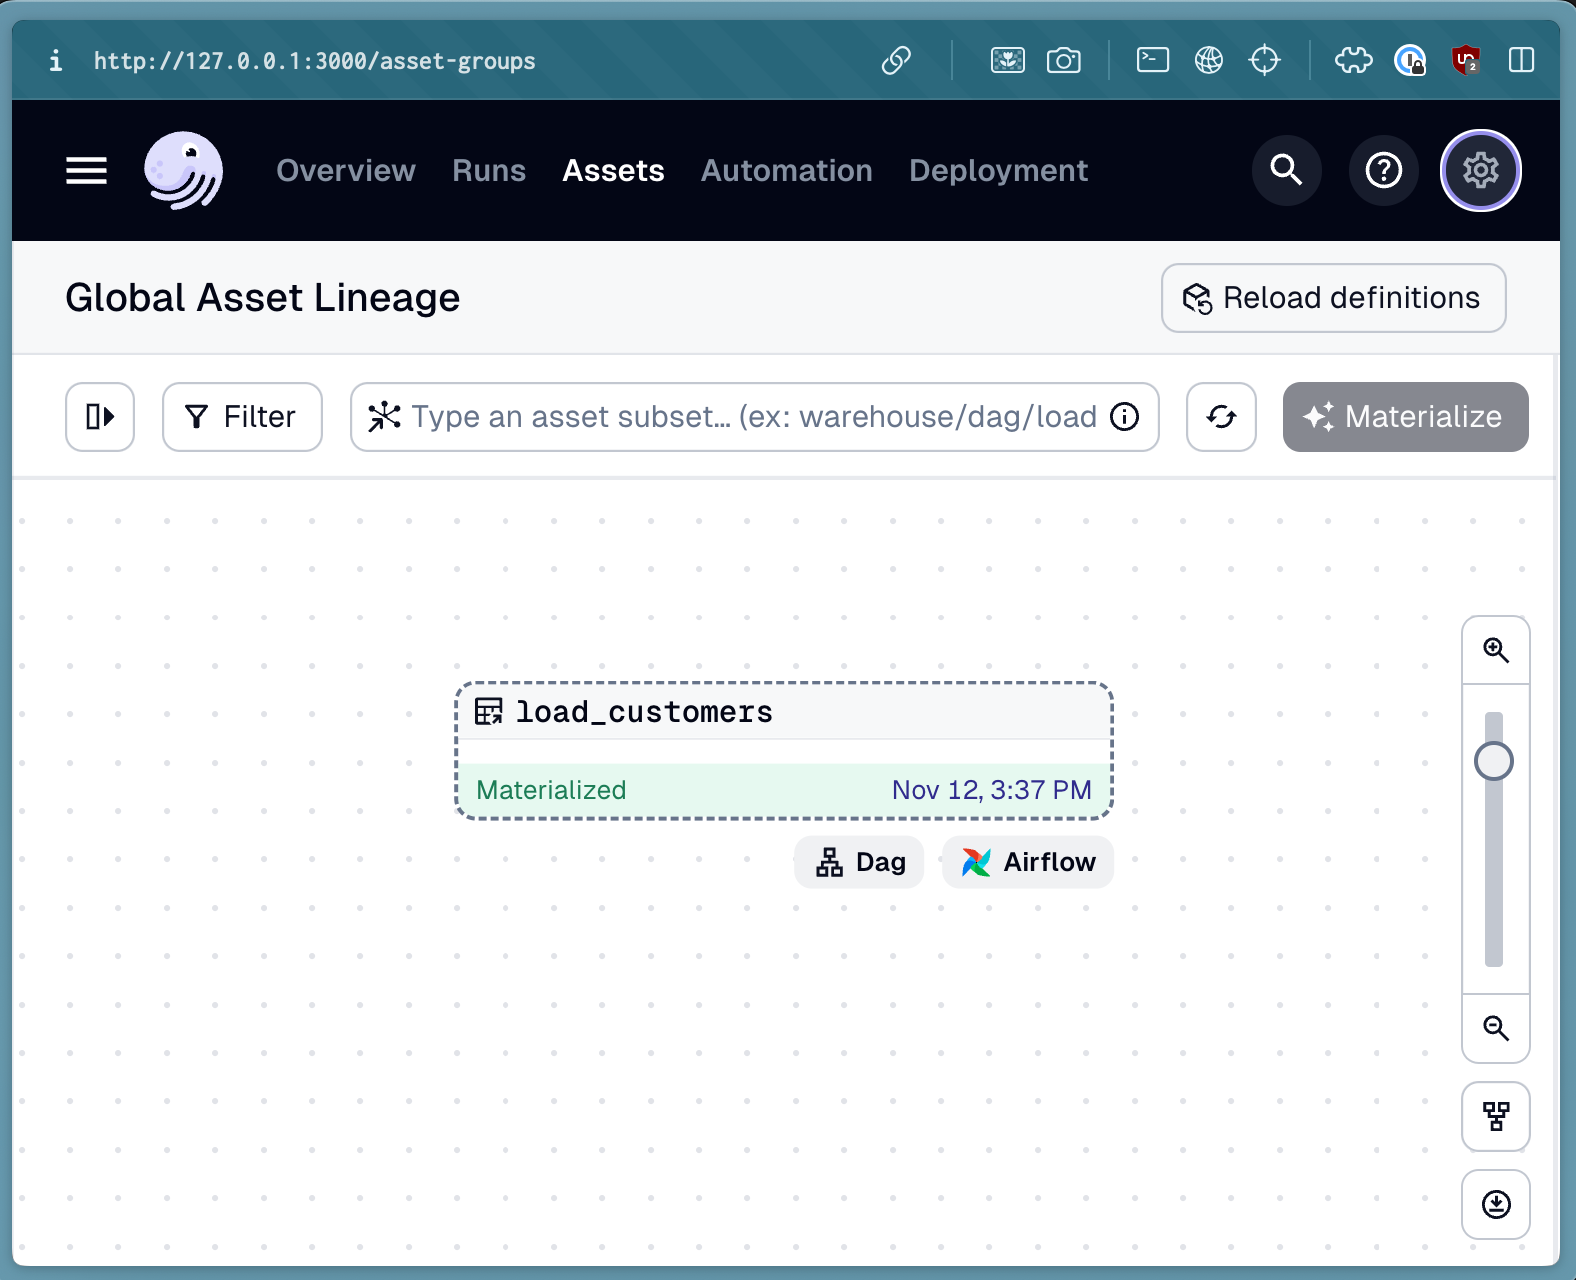 http://127.0.0.1:3000/asset-groups
2
Overview Runs Assets Automation Deployment
Global Asset Lineage
Reload definitions
Filter
Type an asset subset… (ex: warehouse/dag/load
Materialize
load_customers
Materialized
Nov 12, 3:37 PM
Dag
Airflow